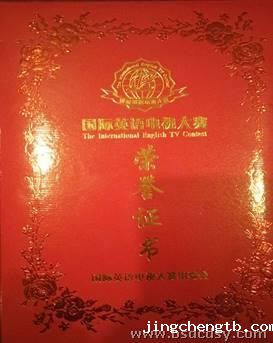 国际英语电视大赛
The International English TV Contest
荣誉证书
国际英语电视大赛组委会
www.bsdcdsy.com
jingchengtb.com